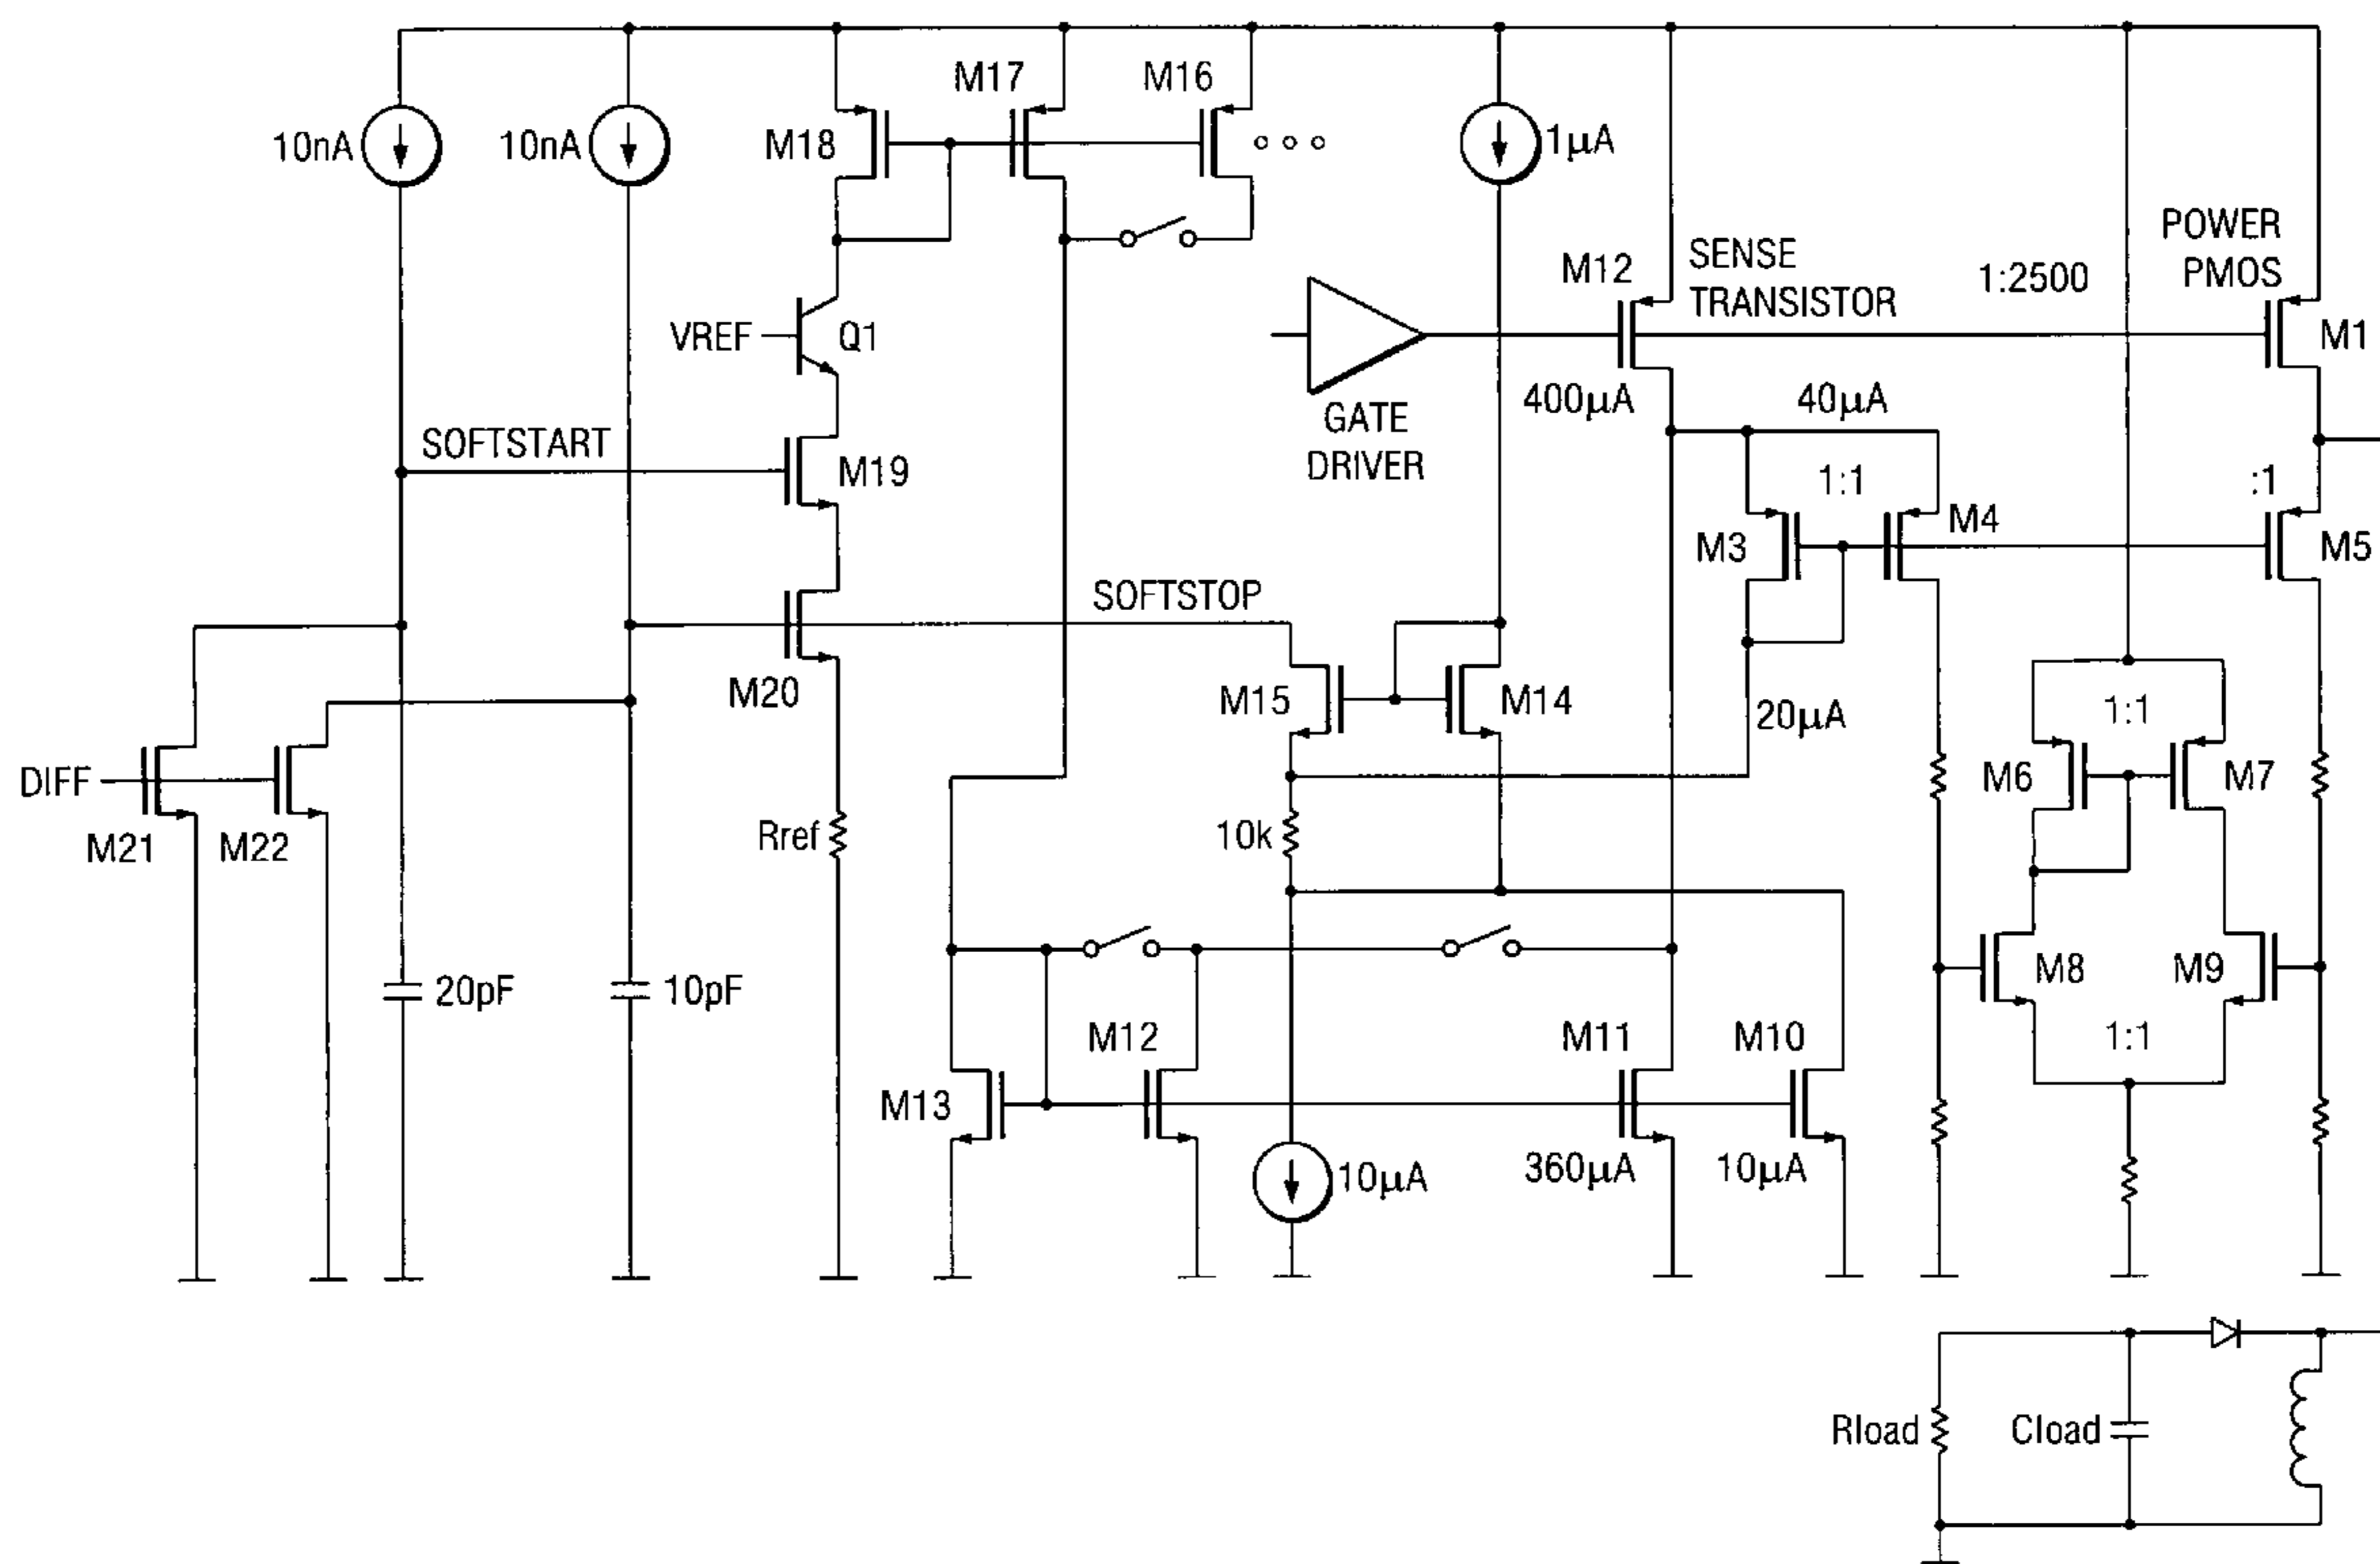 M17
M16
10nA
10nA
M18
1µA
POWER
PMOS
SENSE
TRANSISTOR
M12
1:2500
VREF
Q1
M1
400µA
40µA
GATE
DRIVER
SOFTSTART
M19
1:1
:1
M3
M4
M5
SOFTSTOP
M20
M15
M14
20µA
1:1
DIFF
M21
M22
Rref
10k
M6
M7
20pF
10pF
M8
M9
M12
M11
M10
1:1
M13
10µA
360µA
10µA
Rload
Cload